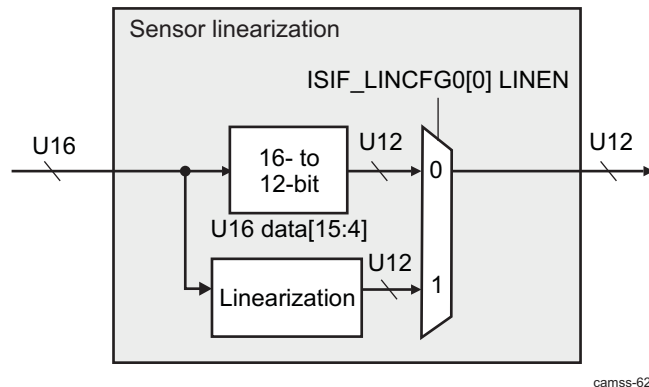 Sensor linearization
ISIF_LINCFG0[0] LINEN
U16
16- to
12-bit
U12
0
U12
U16 data[15:4]
Linearization
U12
1
camss-62